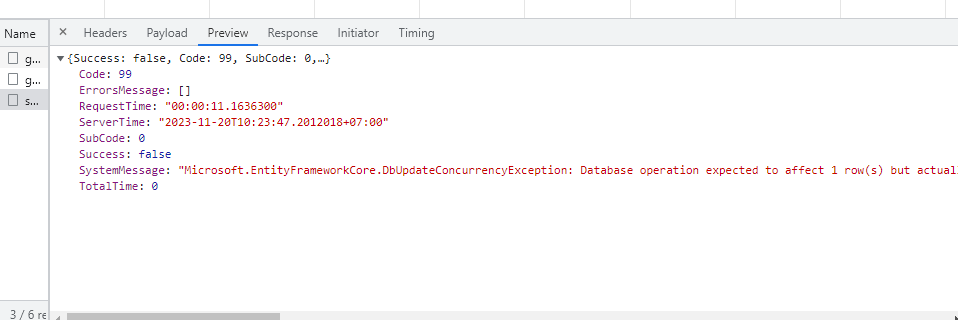 Name
Headers Payload Preview Response Initiator Timing
g...
g...
s...
{Success: false, Code: 99, SubCode: 0,…}
Code: 99
ErrorsMessage: []
RequestTime: "00:00:11.1636300"
ServerTime: "2023-11-20T10:23:47.2012018+07:00"
SubCode: 0
Success: false
SystemMessage: "Microsoft.EntityFrameworkCore.DbUpdateConcurrencyException: Database operation expected to affect 1 row(s) but actual
TotalTime: 0
3 / 6 re